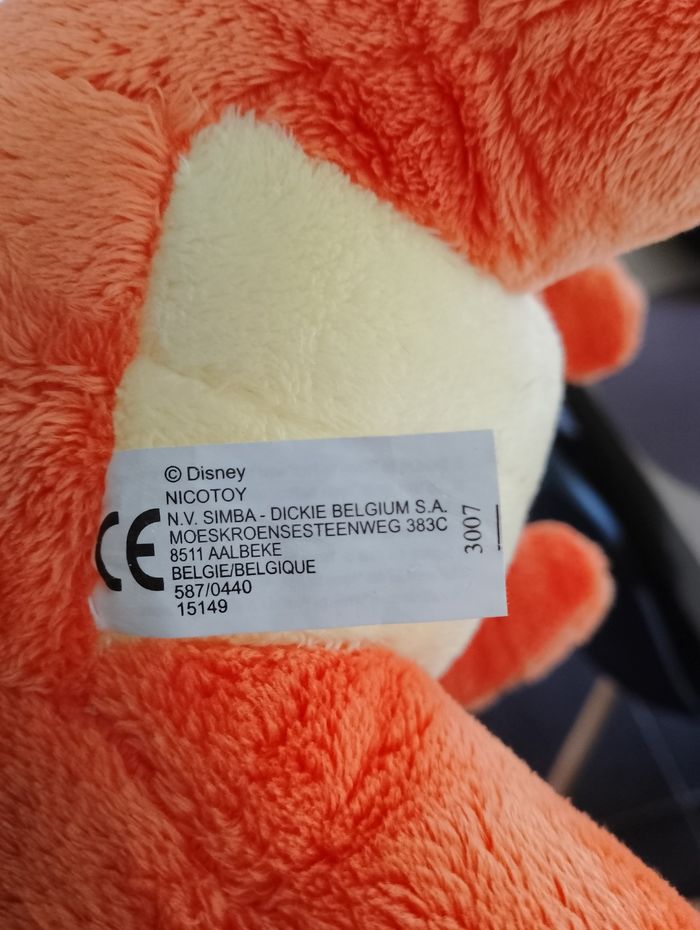 © Disney
NICOTOY
N.V. SIMBA - DICKIE BELGIUM S.A.
MOESKROENSESTEENWEG 383C
8511 AALBEKE
BELGIE/BELGIQUE
587/0440
15149
CE
3007